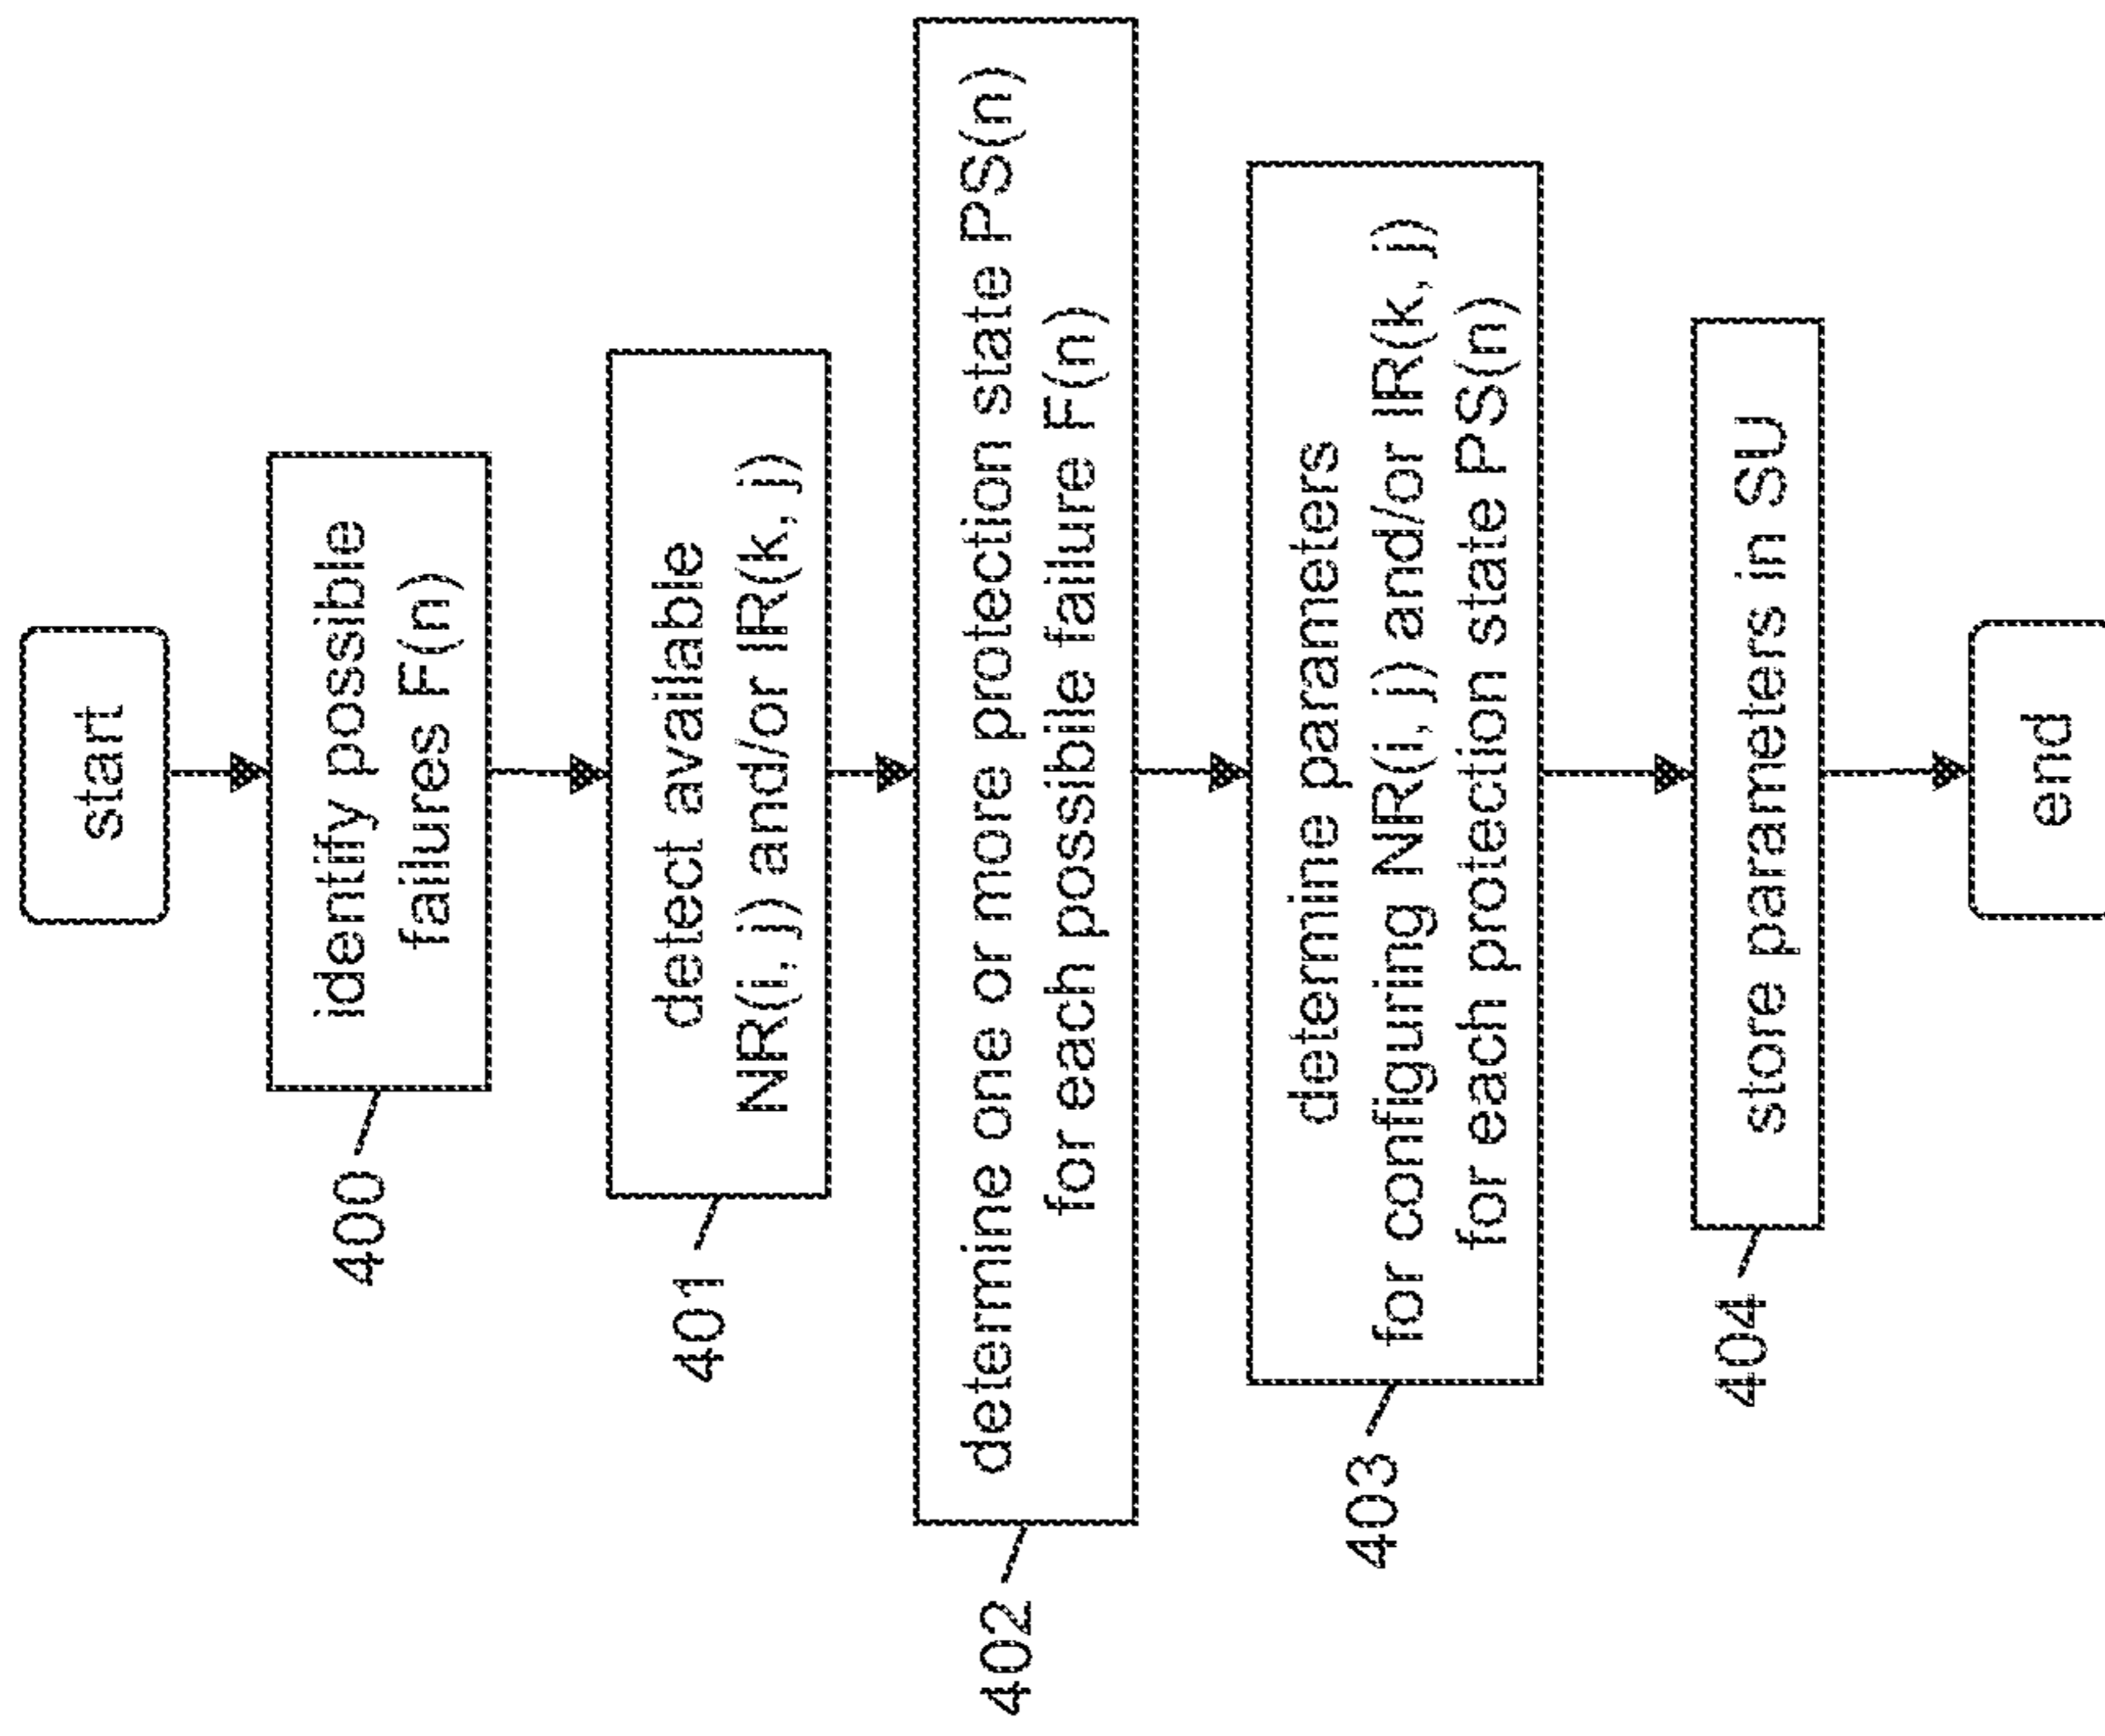 start
400
identify possible
failures F(n)
401
detect available
NR(i, j) and/or IR(k, j)
402
determine one or more protection state PS(n)
for each possibile failure F(n)
403
determine parameters
for configuring NR(i, j) and/or IR(k, j)
for each protection state PS(n)
404
store parameters in SU
end